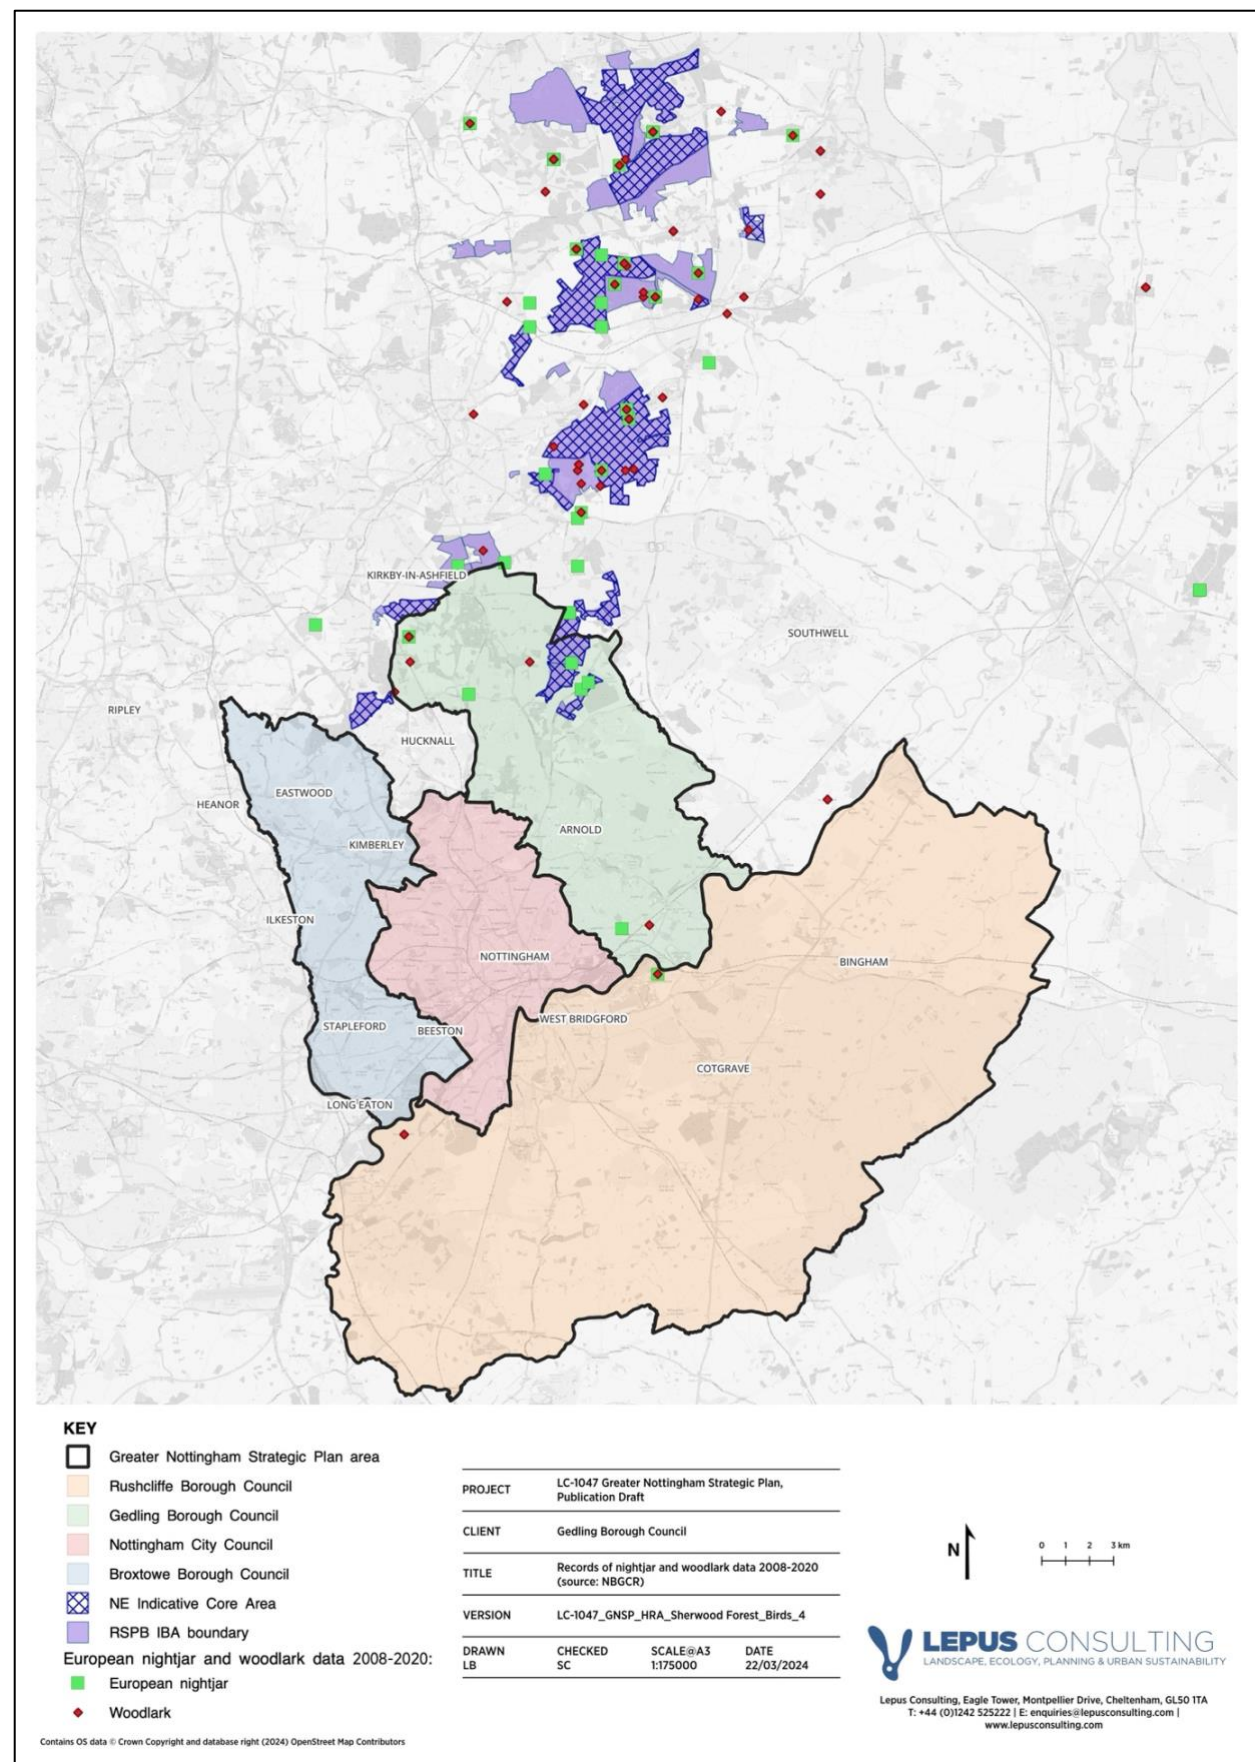 KIRKBY-IN-ASHFIELD
SOUTHWELL
RIPLEY
HUCKNALL
EASTWOOD
HEANOR
ARNOLD
KIMBERLEY
ILKESTON
NOTTINGHAM
BINGHAM
WEST BRIDGFORD
STAPLEFORD
BEESTON
COTGRAVE
LONG EATON
KEY
Greater Nottingham Strategic Plan area
Rushcliffe Borough Council
Gedling Borough Council
Nottingham City Council
Broxtowe Borough Council
NE Indicative Core Area
RSPB IBA boundary
European nightjar and woodlark data 2008-2020:
European nightjar
Woodlark
Contains OS data © Crown Copyright and database right (2024) OpenStreet Map Contributors
PROJECT LC-1047 Greater Nottingham Strategic Plan,
Publication Draft
CLIENT Gedling Borough Council
TITLE Records of nightjar and woodlark data 2008-2020
(source: NBGCR)
VERSION LC-1047_GNSP_HRA_Sherwood Forest_Birds_4
DRAWN CHECKED SCALE@A3 DATE
LB SC 1:175000 22/03/2024
N
0 1 2 3 km
LEPUS CONSULTING
LANDSCAPE, ECOLOGY, PLANNING & URBAN SUSTAINABILITY
Lepus Consulting, Eagle Tower, Montpellier Drive, Cheltenham, GL50 1TA
T: +44 (0)1242 525222 | E: enquiries@lepusconsulting.com |
www.lepusconsulting.com